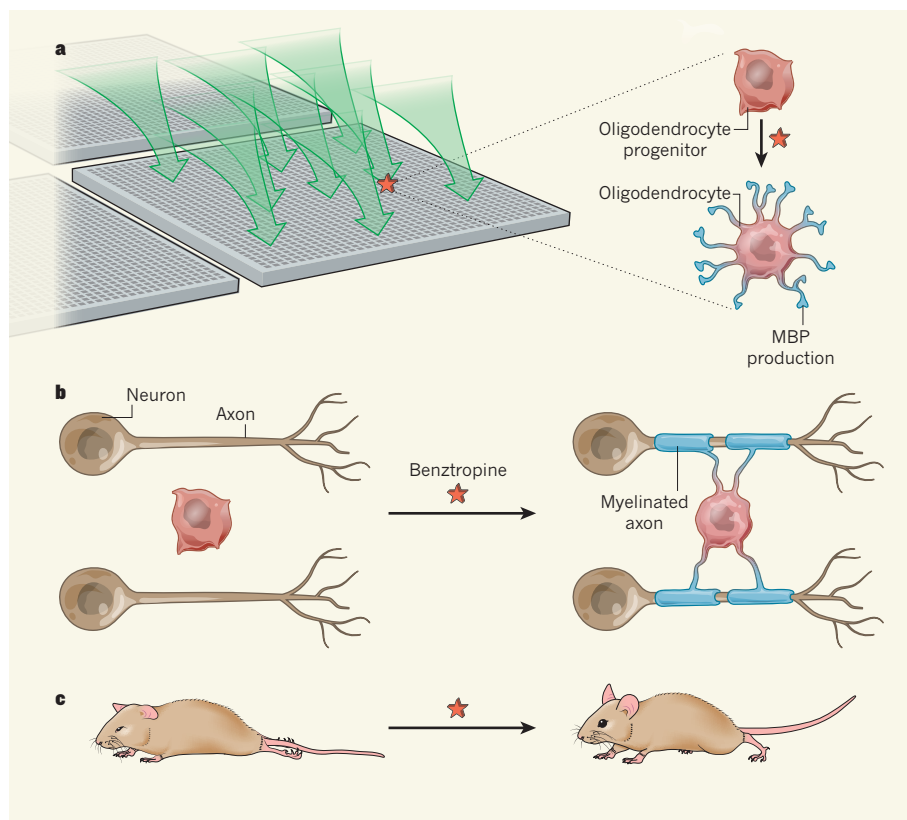 a
Oligodendrocyte
progenitor
Oligodendrocyte
MBP
production
b
Neuron
Axon
Benztropine
Myelinated
axon
c